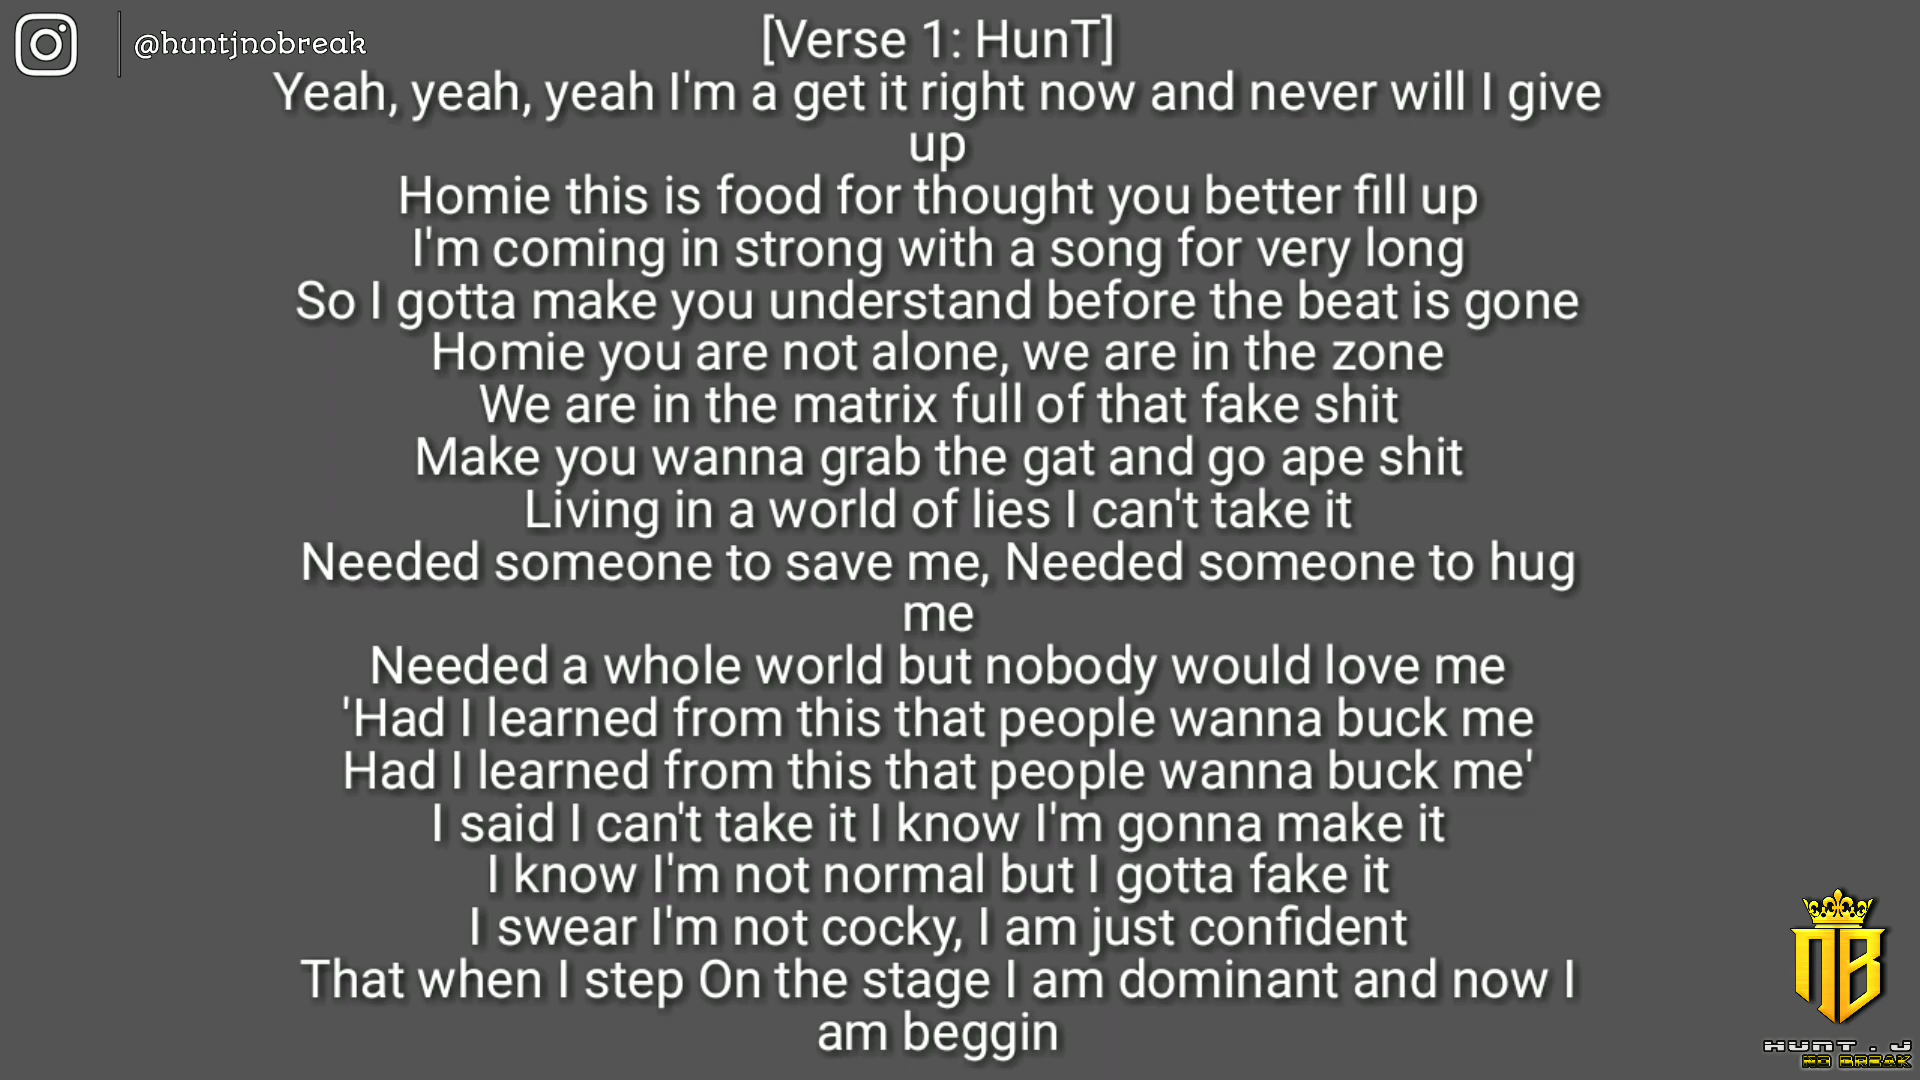 @huntjnobreak
[Verse 1: HunT]
Yeah, yeah, yeah I'm a get it right now and never will I give
up
Homie this is food for thought you better fill up
I'm coming in strong with a song for very long
So I gotta make you understand before the beat is gone
Homie you are not alone, we are in the zone
We are in the matrix full of that fake shit
Make you wanna grab the gat and go ape shit
Living in a world of lies I can't take it
Needed someone to save me, Needed someone to hug
me
Needed a whole world but nobody would love me
'Had I learned from this that people wanna buck me
Had I learned from this that people wanna buck me'
I said I can't take it I know I'm gonna make it
I know I'm not normal but I gotta fake it
I swear I'm not cocky, I am just confident
That when I step On the stage I am dominant and now I
am beggin
NB
HUNT . J
NO BREAK